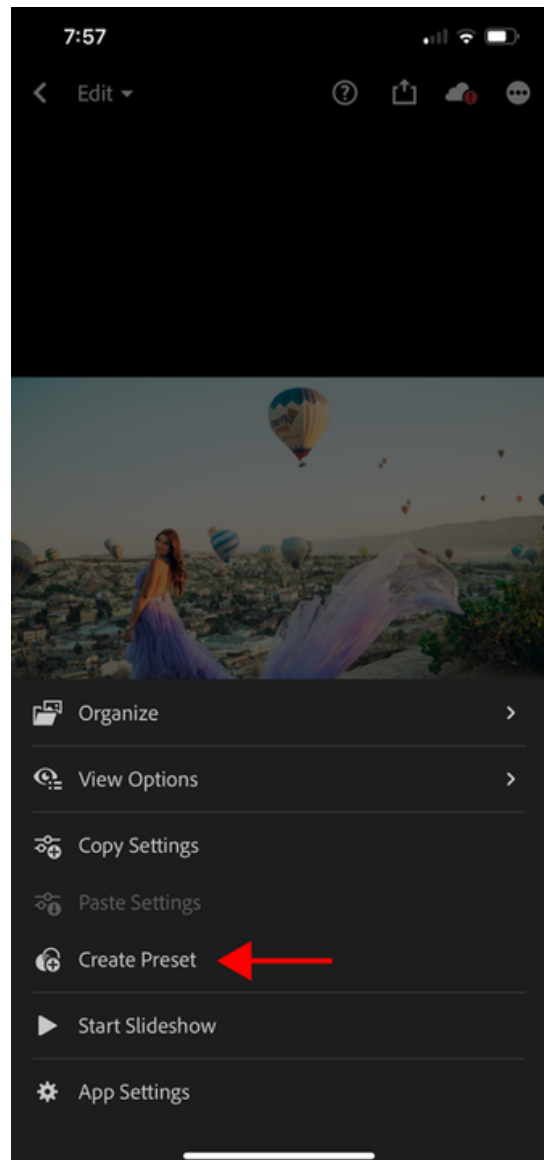 7:57
Edit
Organize
View Options
Copy Settings
Paste Settings
Create Preset
Start Slideshow
App Settings